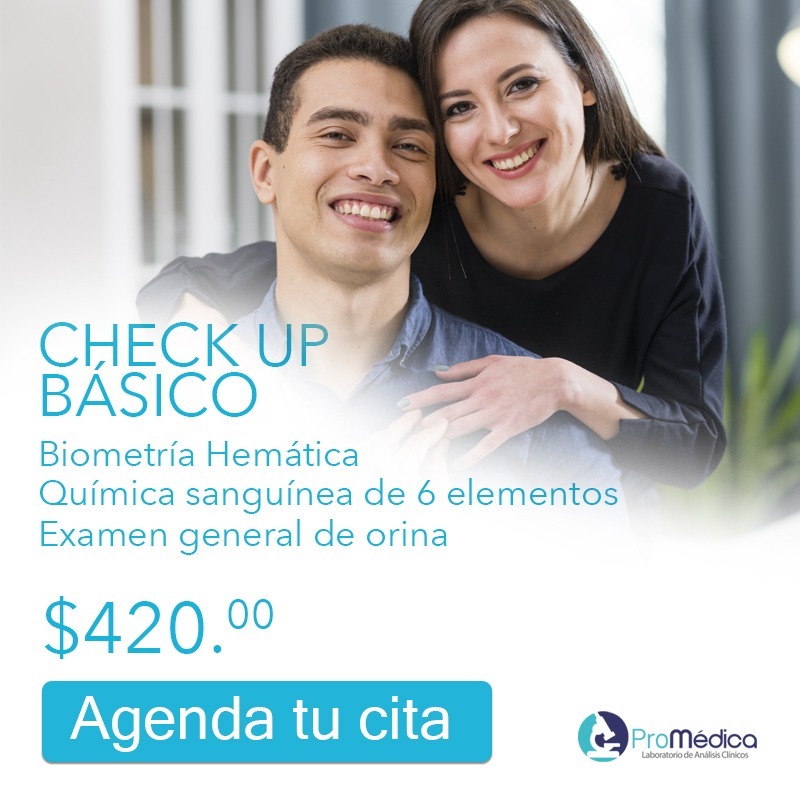 CHECK UP
BÁSICO
Biometría Hemática
Química sanguínea de 6 elementos
Examen general de orina
$420.00
Agenda tu cita
ProMédica
Laboratorio de Análisis Clínicos